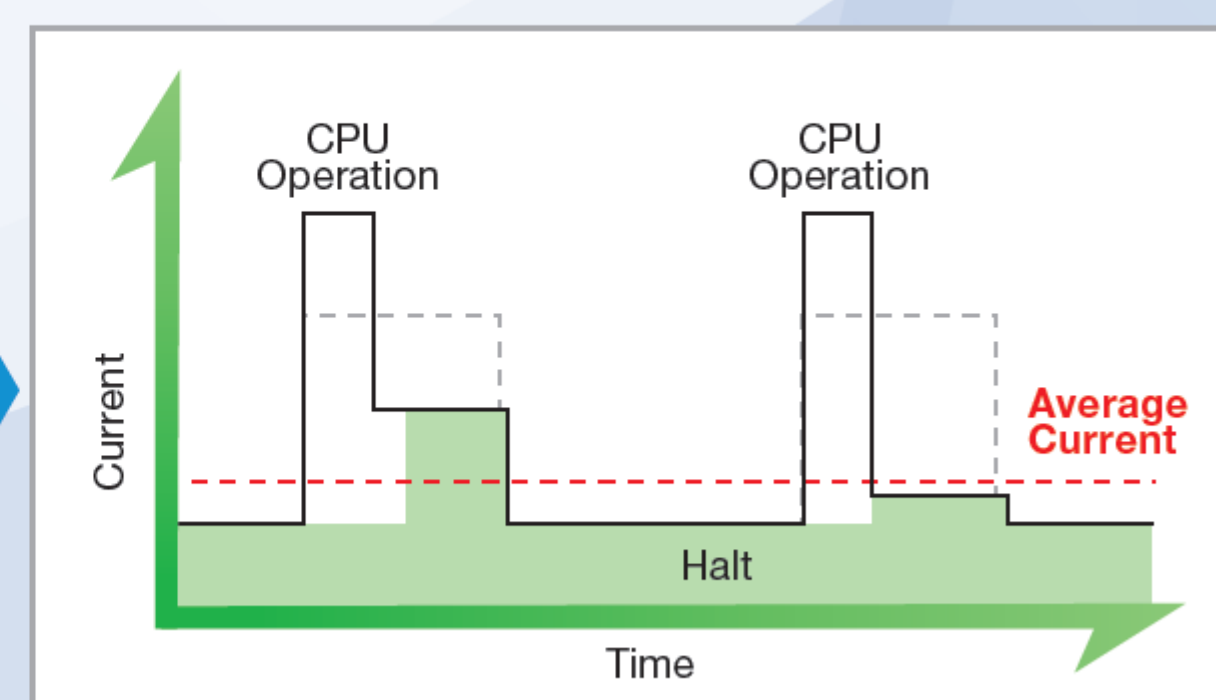 CPU
Operation
CPU
Operation
Current
Average
Current
Halt
Time